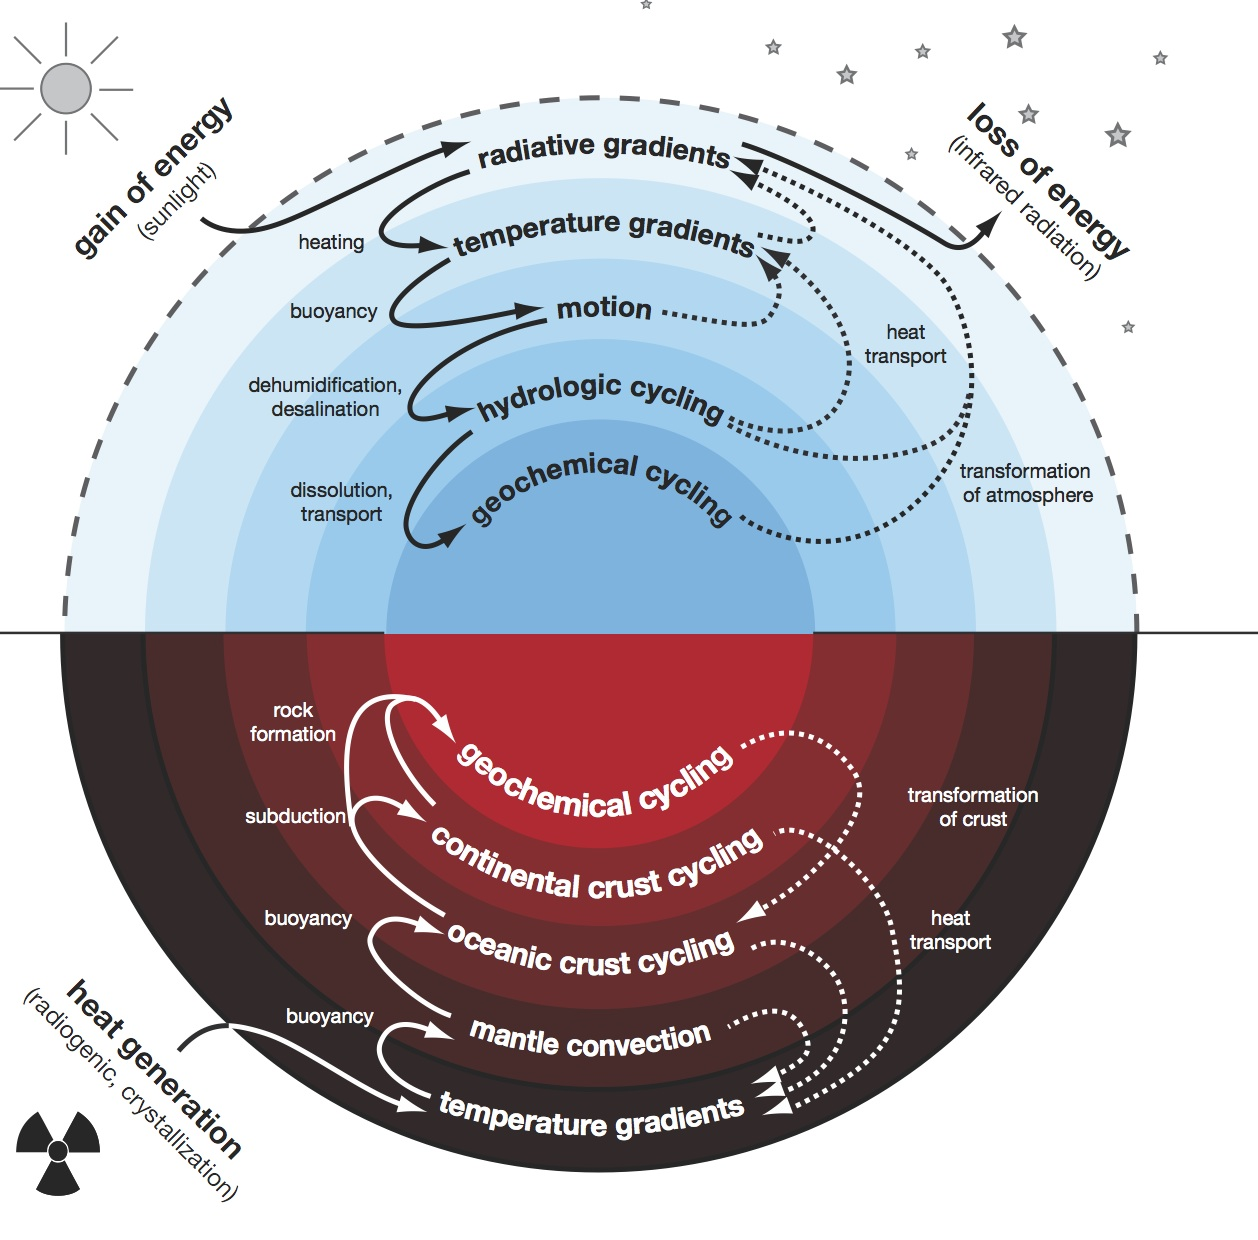 gain of energy
(sunlight)
loss of energy
(infrared radiation)
radiative gradients
heating
temperature gradients
buoyancy
motion
heat
transport
dehumidification,
desalination
hydrologic cycling
dissolution,
transport
geochemical cycling
transformation
of atmosphere
rock
formation
geochemical cycling
transformation
of crust
subduction
continental crust cycling
buoyancy
oceanic crust cycling
heat
transport
buoyancy
mantle convection
temperature gradients
heat generation
(radiogenic, crystallization)